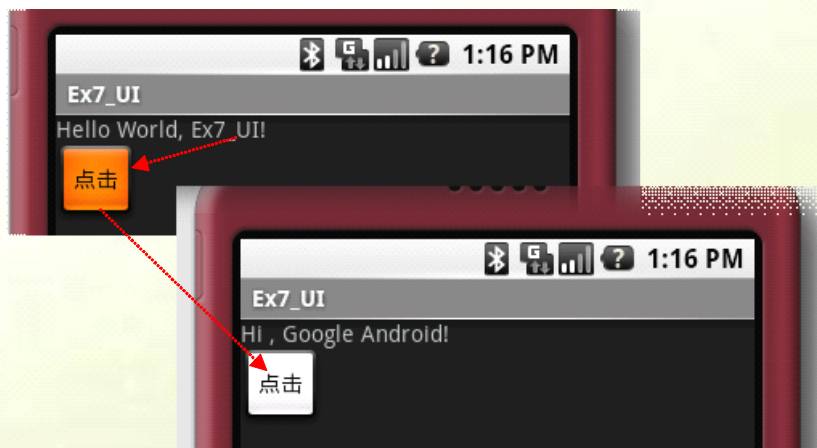 1:16 PM
Ex7_UI
Hello World, Ex7_UI!
点击
1:16 PM
Ex7_UI
Hi , Google Android!
点击